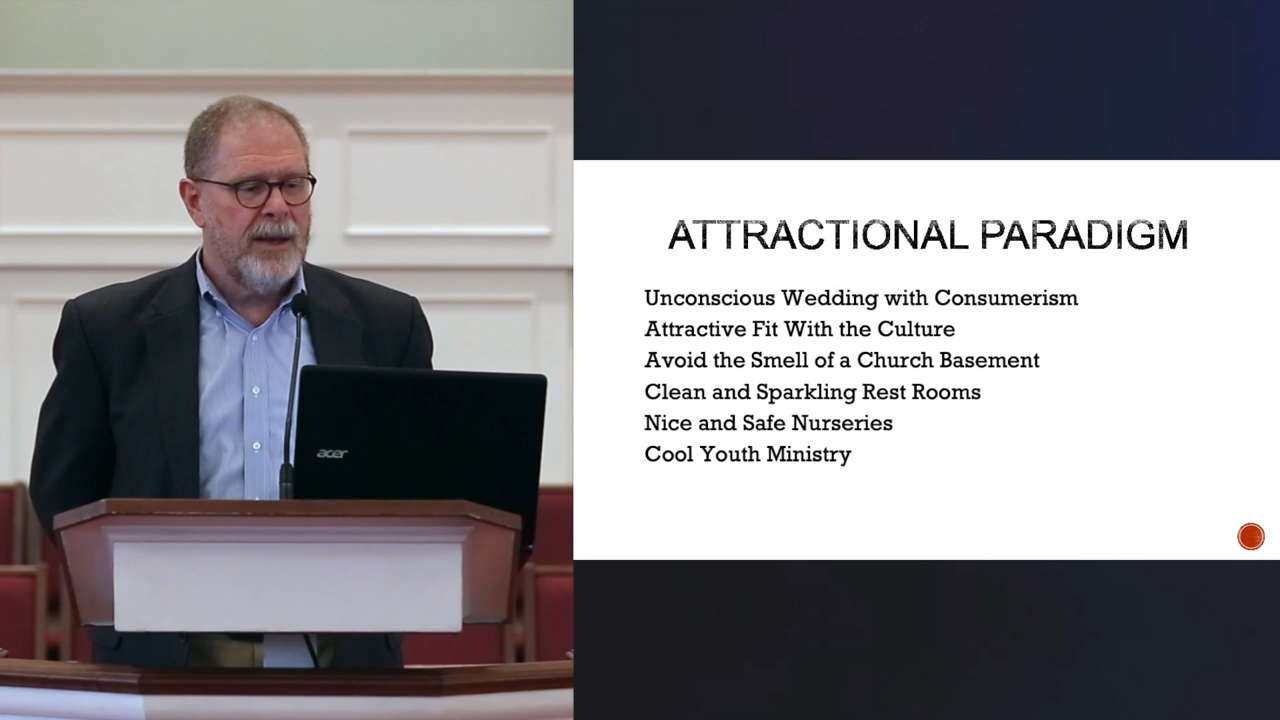 acer
ATTRACTIONAL PARADIGM
Unconscious Wedding with Consumerism
Attractive Fit With the Culture
Avoid the Smell of a Church Basement
Clean and Sparkling Rest Rooms
Nice and Safe Nurseries
Cool Youth Ministry